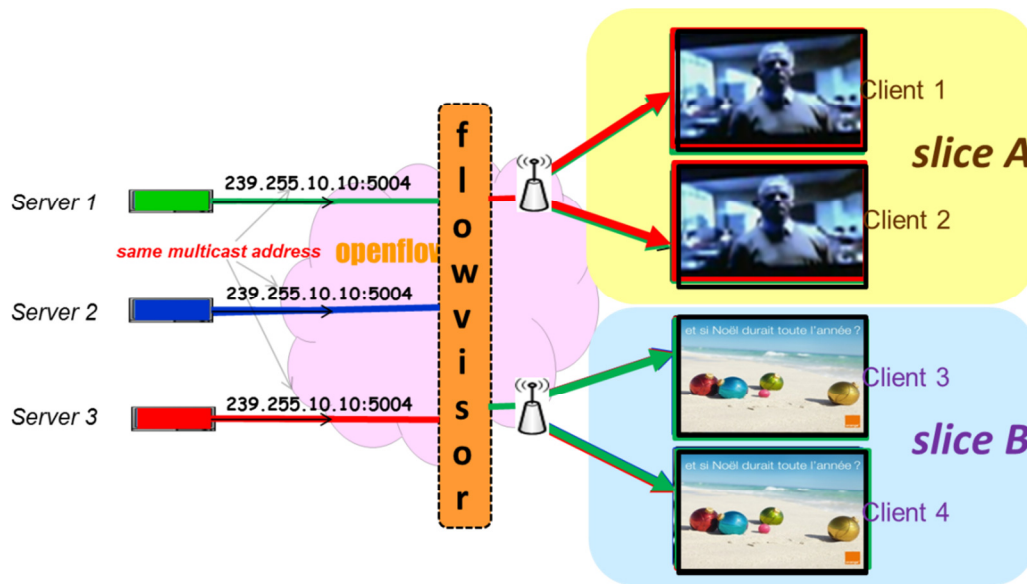 Server 1
239.255.10.10:5004
same multicast address
openflow
Server 2
239.255.10.10:5004
Server 3
239.255.10.10:5004
flowvisor
Client 1
slice A
Client 2
et si Noël durait toute l'année ?
Client 3
slice B
et si Noël durait toute l'année ?
Client 4